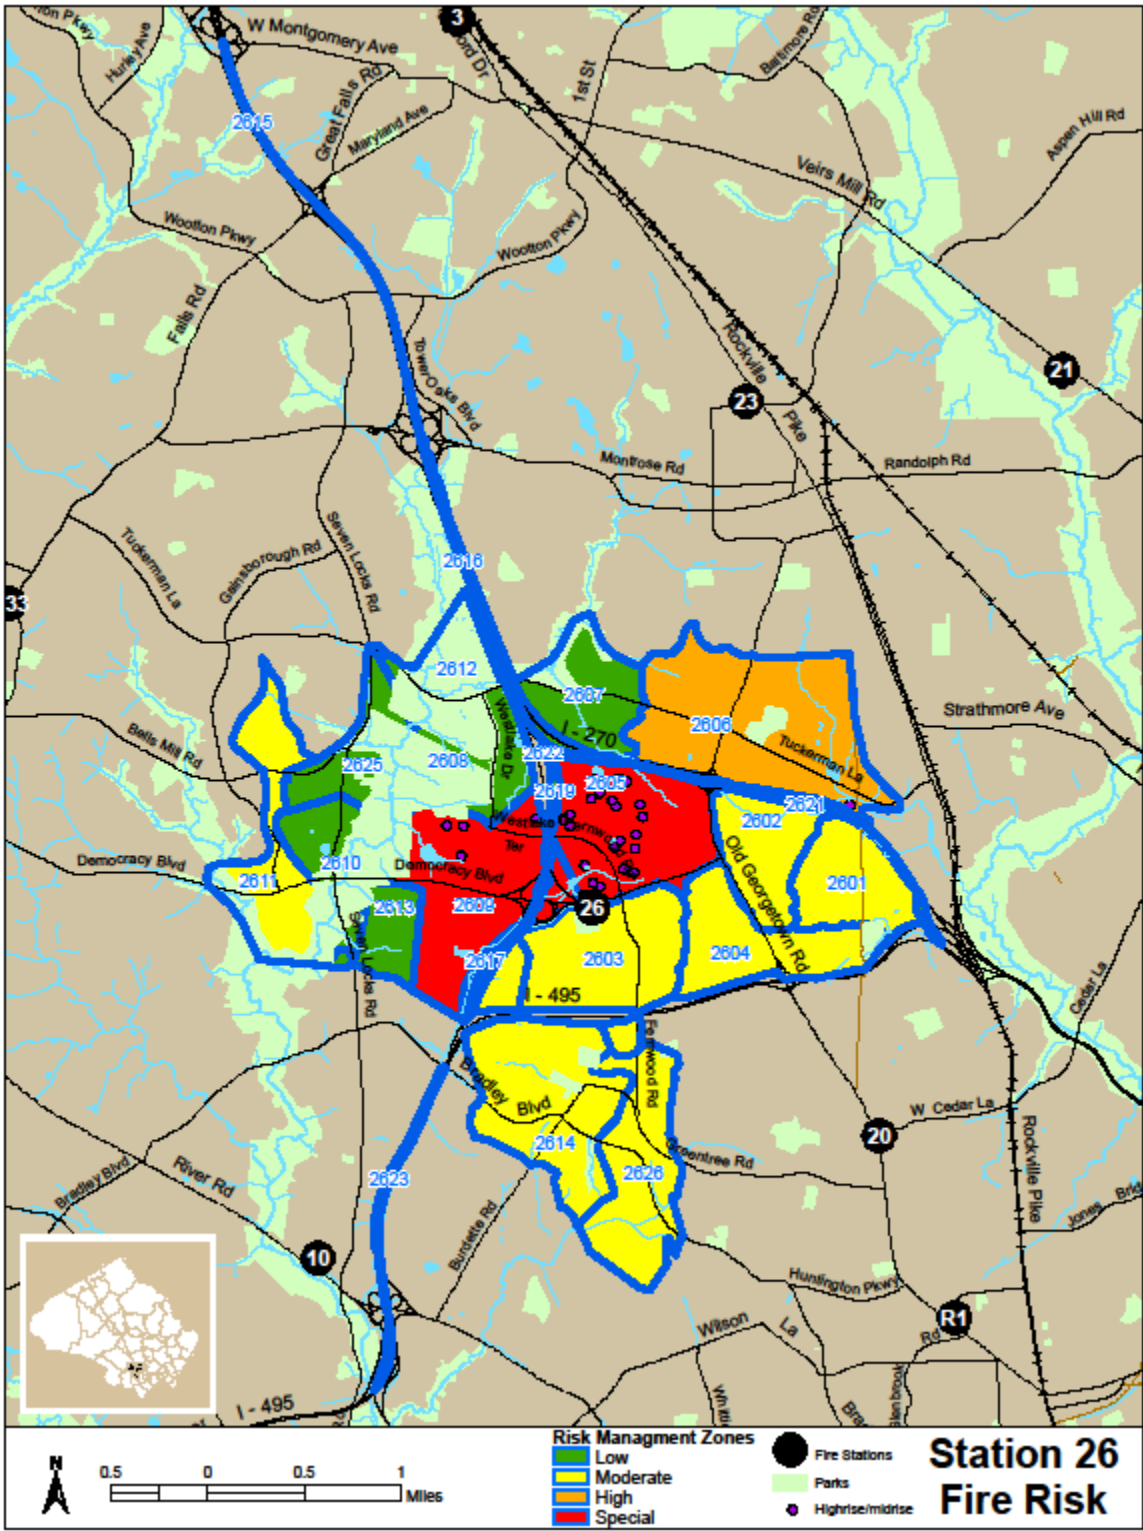 3
W Montgomery Ave
Hurley Ave
1st St
Baltimore Rd
2615
Great Falls Rd
Maryland Ave
Aspen Hill Rd
Veirs Mill Rd
Wootton Pkwy
Wootton Pkwy
Falls Rd
Rockville
Pike
21
23
Tower Oaks Blvd
Montrose Rd
Randolph Rd
Tuckerman La
Gainsborough Rd
Seven Locks Rd
2616
33
2612
2607
2606
Strathmore Ave
Bells Mill Rd
Westlake Dr
I - 270
Tuckerman La
2625
2608
2622
2619
2605
2621
2602
Westlake
Ter
Fernwood Rd
Democracy Blvd
2610
Democracy Blvd
Old Georgetown Rd
2611
2601
2613
2609
26
Seven Locks Rd
2617
2603
2604
I - 495
Cedar La
Bradley
Blvd
Fernwood Rd
W Cedar La
20
2614
2626
Greentree Rd
Rockville Pike
Bradley Blvd
River Rd
2623
Burdette Rd
10
Huntington Pkwy
Wilson
La
R1
Rd
I - 495
N
0.5
0
0.5
1
Miles
Risk Managment Zones
Low
Moderate
High
Special
Fire Stations
Parks
Highrise/midrise
Station 26
Fire Risk